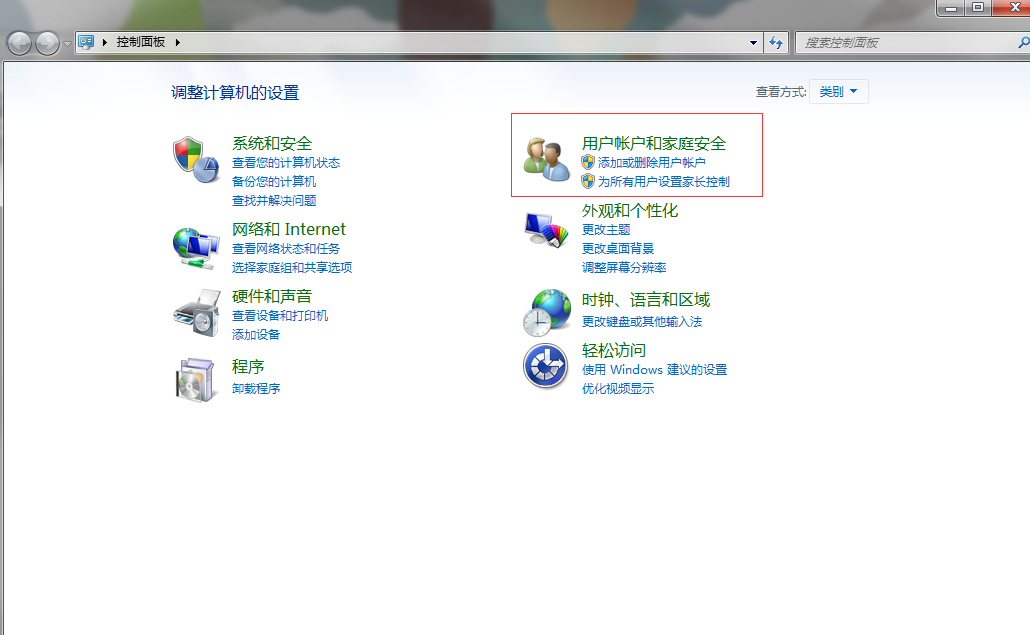 控制面板
搜索控制面板
调整计算机的设置
查看方式: 类别
系统和安全
查看您的计算机状态
备份您的计算机
查找并解决问题
网络和 Internet
查看网络状态和任务
选择家庭组和共享选项
硬件和声音
查看设备和打印机
添加设备
程序
卸载程序
用户帐户和家庭安全
添加或删除用户帐户
为所有用户设置家长控制
外观和个性化
更改主题
更改桌面背景
调整屏幕分辨率
时钟、语言和区域
更改键盘或其他输入法
轻松访问
使用 Windows 建议的设置
优化视频显示